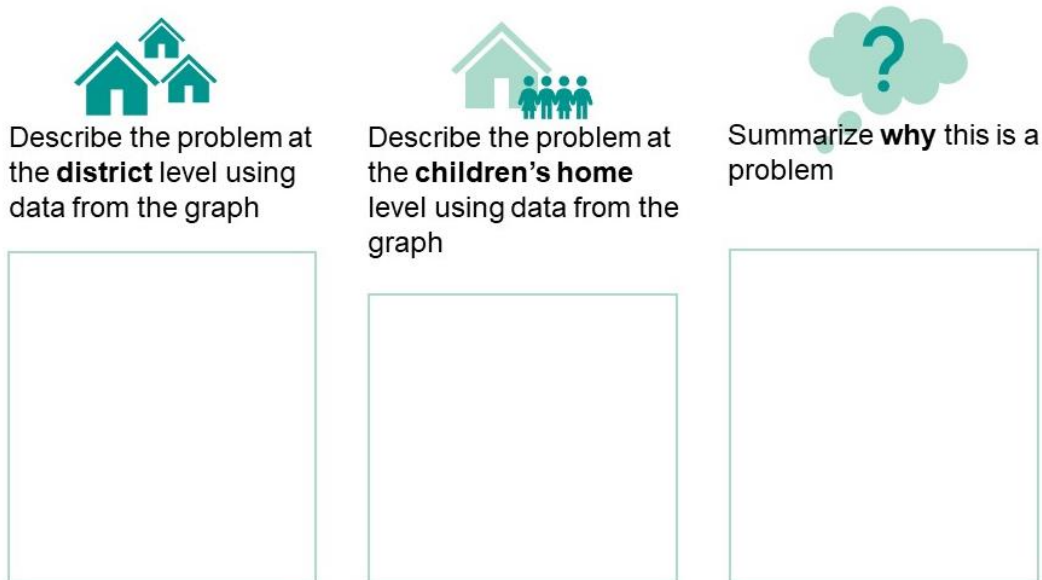 Describe the problem at
the district level using
data from the graph
Describe the problem at
the children's home
level using data from the
graph
Summarize why this is a
problem